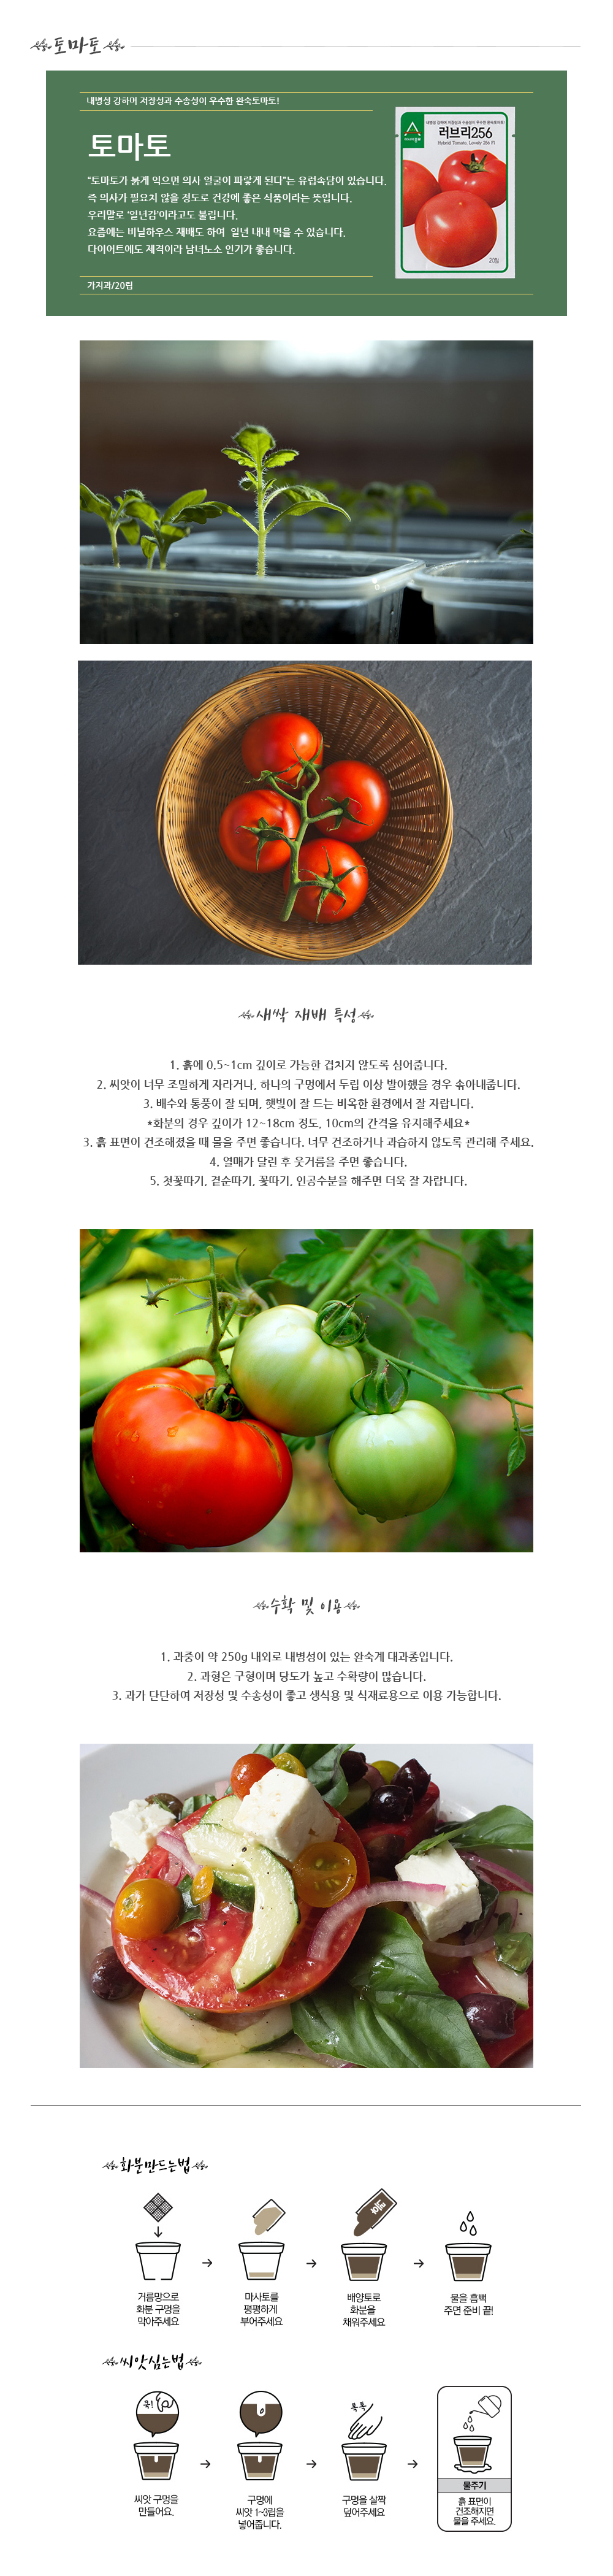 토마토
내병성 강하며 저장성과 수송성이 우수한 완숙토마토!
토마토
“토마토가 붉게 익으면 의사 얼굴이 파랗게 된다”는 유럽속담이 있습니다.
즉 의사가 필요치 않을 정도로 건강에 좋은 식품이라는 뜻입니다.
우리말로 '일년감'이라고도 불립니다.
요즘에는 비닐하우스 재배도 하여 일년 내내 먹을 수 있습니다.
다이어트에도 제격이라 남녀노소 인기가 좋습니다.
가지과/20립
내병성 강하며 저장성과 수송성이 우수한 완숙토마토!
러브리256
Hybrid Tomato, Lovely 256 F1
20립
새싹 재배 특성
1. 흙에 0.5~1cm 깊이로 가능한 겹치지 않도록 심어줍니다.
2. 씨앗이 너무 조밀하게 자라거나, 하나의 구멍에서 두립 이상 발아했을 경우 솎아내줍니다.
3. 배수와 통풍이 잘 되며, 햇빛이 잘 드는 비옥한 환경에서 잘 자랍니다.
*화분의 경우 깊이가 12~18cm 정도, 10cm의 간격을 유지해주세요*
3. 흙 표면이 건조해졌을 때 물을 주면 좋습니다. 너무 건조하거나 과습하지 않도록 관리해 주세요.
4. 열매가 달린 후 웃거름을 주면 좋습니다.
5. 첫꽃따기, 곁순따기, 꽃따기, 인공수분을 해주면 더욱 잘 자랍니다.
수확 및 이용
1. 과중이 약 250g 내외로 내병성이 있는 완숙계 대과종입니다.
2. 과형은 구형이며 당도가 높고 수확량이 많습니다.
3. 과가 단단하여 저장성 및 수송성이 좋고 생식용 및 식재료용으로 이용 가능합니다.
화분만드는법
거름망으로
화분 구멍을
막아주세요
마사토를
평평하게
부어주세요
배양토로
화분을
채워주세요
물을 흠뻑
주면 준비 끝!
씨앗심는법
쿡!
씨앗 구멍을
만들어요.
구멍에
씨앗 1~3립을
넣어줍니다.
톡톡
구멍을 살짝
덮어주세요
물주기
흙 표면이
건조해지면
물을 주세요.